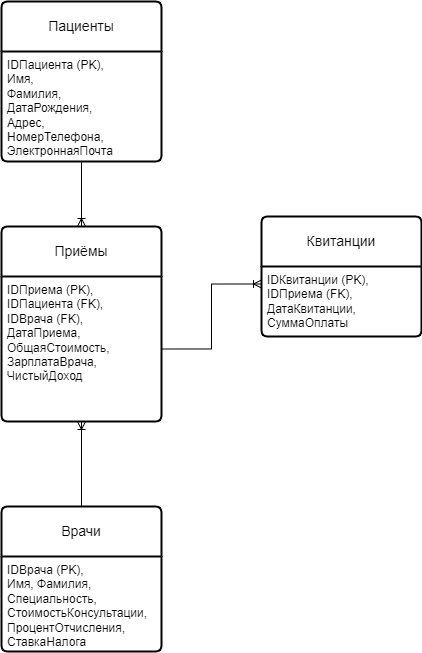 Пациенты
IDПациента (PK),
Имя,
Фамилия,
ДатаРождения,
Адрес,
НомерТелефона,
ЭлектроннаяПочта
Приёмы
IDПриема (PK),
IDПациента (FK),
IDВрача (FK),
ДатаПриема,
ОбщаяСтоимость,
ЗарплатаВрача,
ЧистыйДоход
Квитанции
IDКвитанции (PK),
IDПриема (FK),
ДатаКвитанции,
СуммаОплаты
Врачи
IDВрача (PK),
Имя, Фамилия,
Специальность,
СтоимостьКонсультации,
ПроцентОтчисления,
СтавкаНалога